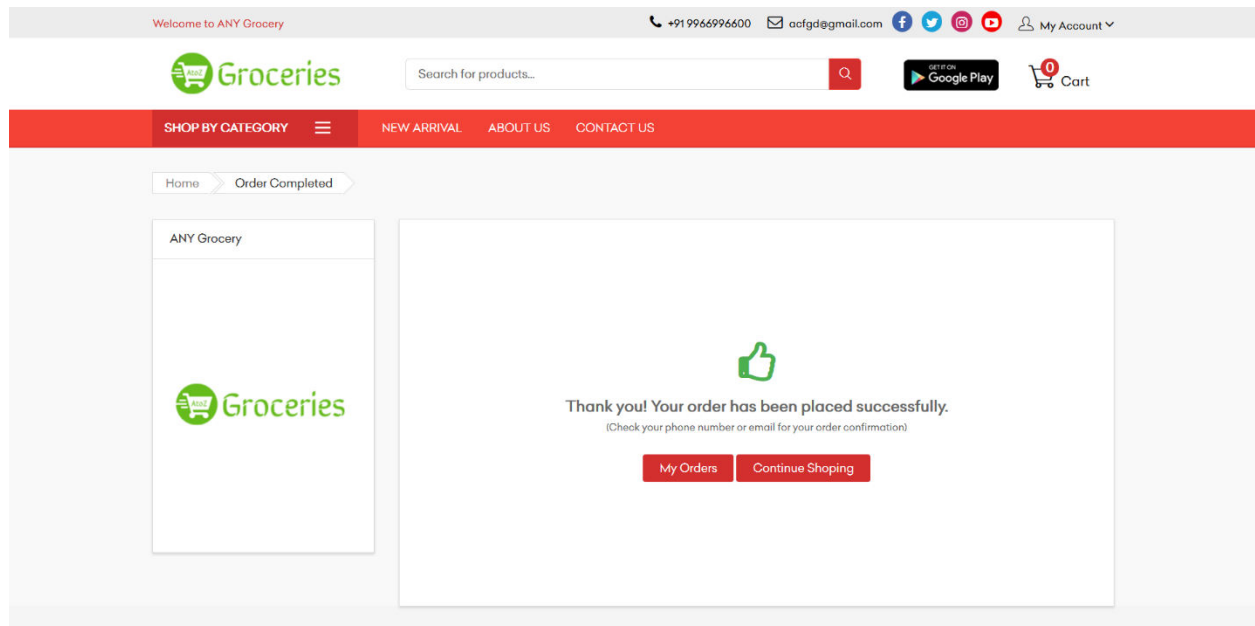 Welcome to ANY Grocery +91 9966996600 acfgd@gmail.com My Account
AtoZ Groceries Search for products... GET IT ON Google Play 0 Cart
SHOP BY CATEGORY NEW ARRIVAL ABOUT US CONTACT US
Home Order Completed
ANY Grocery
AtoZ Groceries
Thank you! Your order has been placed successfully.
(Check your phone number or email for your order confirmation)
My Orders Continue Shoping